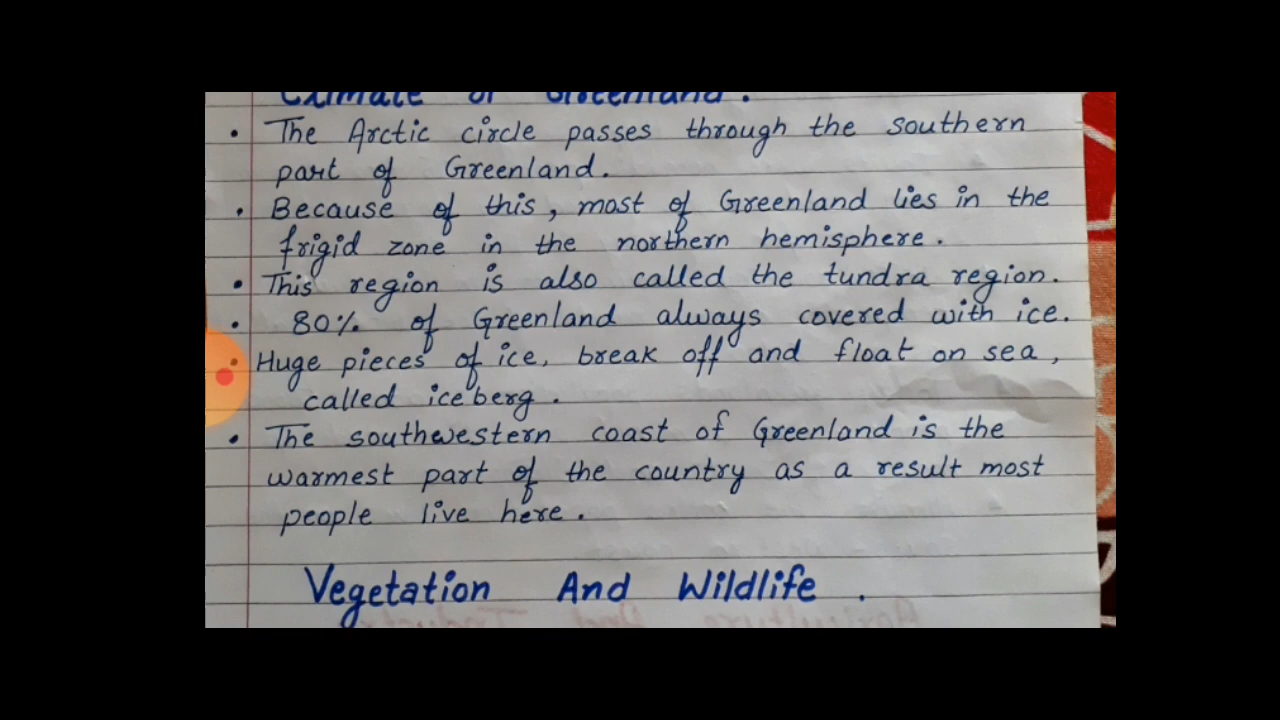 Climate of Greenland.
• The Arctic circle passes through the southern
part of Greenland.
• Because of this, most of Greenland lies in the
frigid zone in the northern hemisphere.
• This region is also called the tundra region.
• 80% of Greenland always covered with ice.
• Huge pieces of ice, break off and float on sea,
called iceberg.
• The southwestern coast of Greenland is the
warmest part of the country as a result most
people live here.
Vegetation And Wildlife.